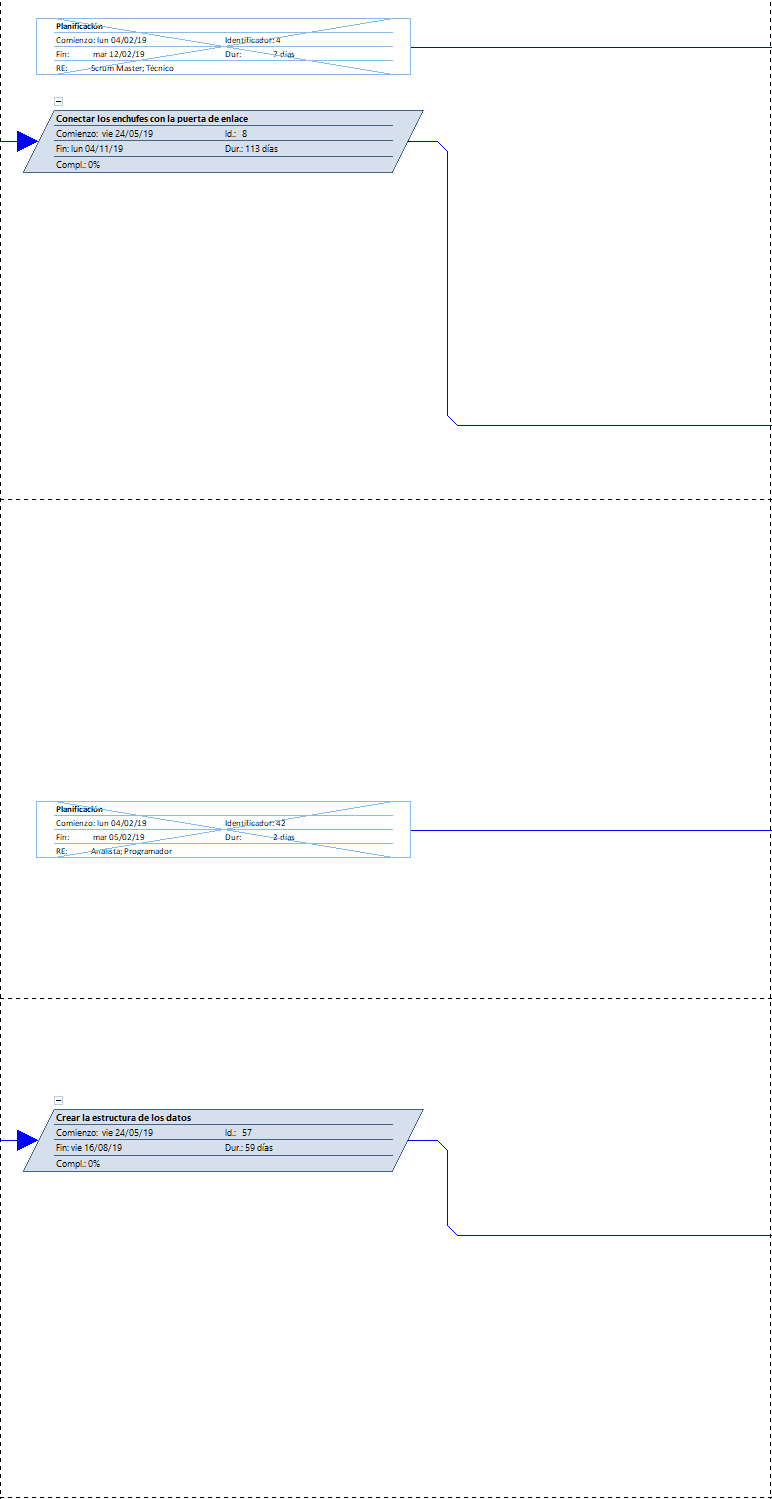 Planificación
Comienzo: lun 04/02/19 Identificador: 4
Fin: mar 12/02/19 Dur: 7 días
RE: Scrum Master; Técnico
Conectar los enchufes con la puerta de enlace
Comienzo: vie 24/05/19 Id.: 8
Fin: lun 04/11/19 Dur.: 113 días
Compl.: 0%
Planificación
Comienzo: lun 04/02/19 Identificador: 42
Fin: mar 05/02/19 Dur: 2 días
RE: Analista; Programador
Crear la estructura de los datos
Comienzo: vie 24/05/19 Id.: 57
Fin: vie 16/08/19 Dur.: 59 días
Compl.: 0%